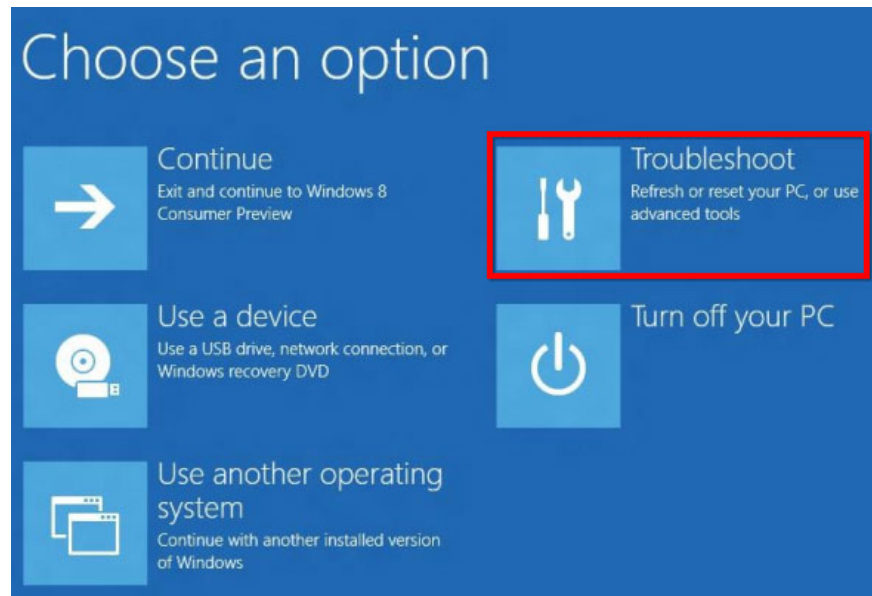 Choose an option
Continue
Exit and continue to Windows 8
Consumer Preview
Troubleshoot
Refresh or reset your PC, or use
advanced tools
Use a device
Use a USB drive, network connection, or
Windows recovery DVD
Turn off your PC
Use another operating
system
Continue with another installed version
of Windows